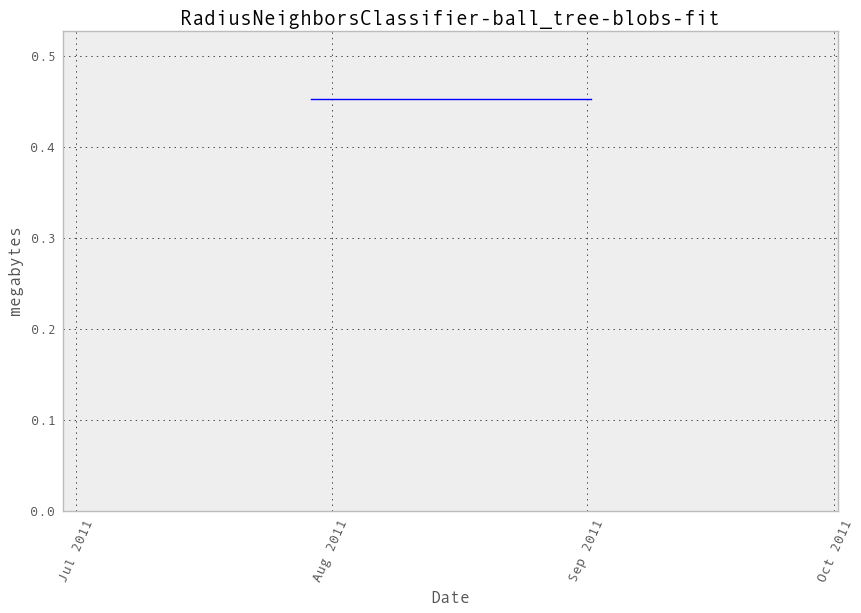 RadiusNeighborsClassifier-ball_tree-blobs-fit
0.5
0.4
0.3
0.2
0.1
0.0
megabytes
Jul 2011
Aug 2011
Sep 2011
Oct 2011
Date